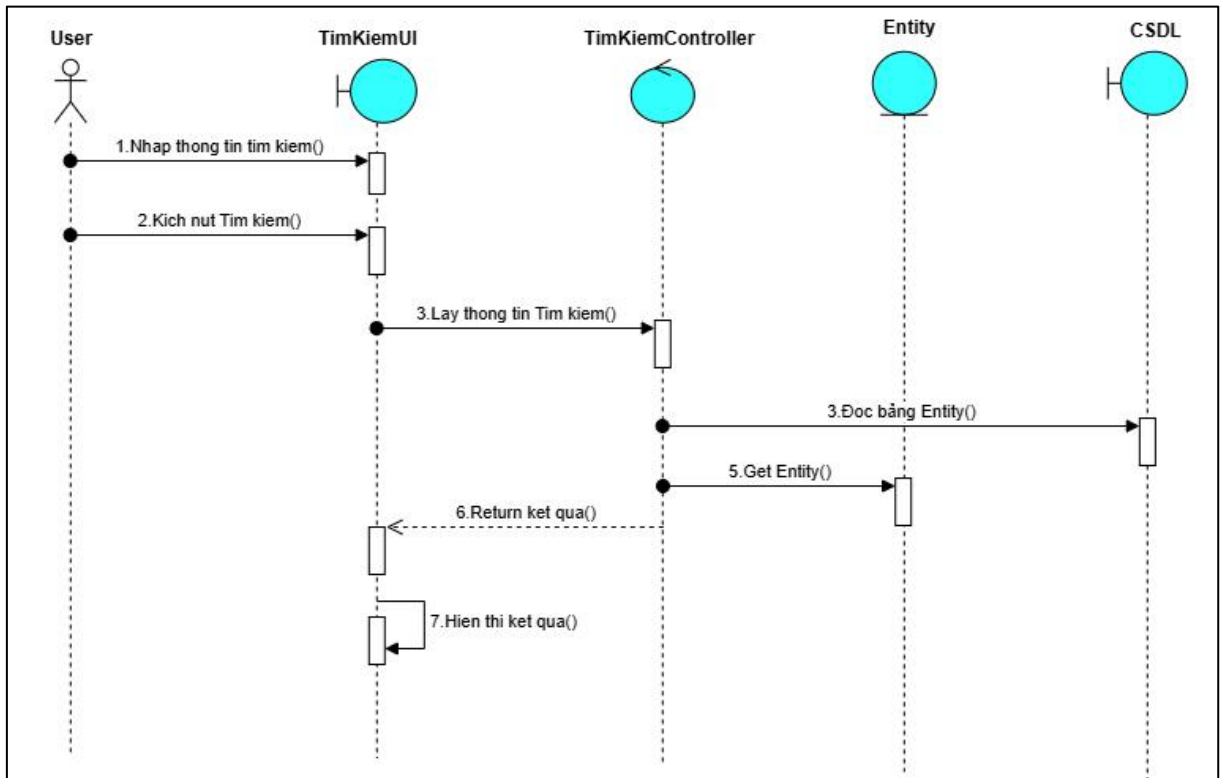 User
TimKiemUI
TimKiemController
Entity
CSDL
1.Nhap thong tin tim kiem()
2.Kich nut Tim kiem()
3.Lay thong tin Tim kiem()
3.Đoc bảng Entity()
5.Get Entity()
6.Return ket qua()
7.Hien thi ket qua()